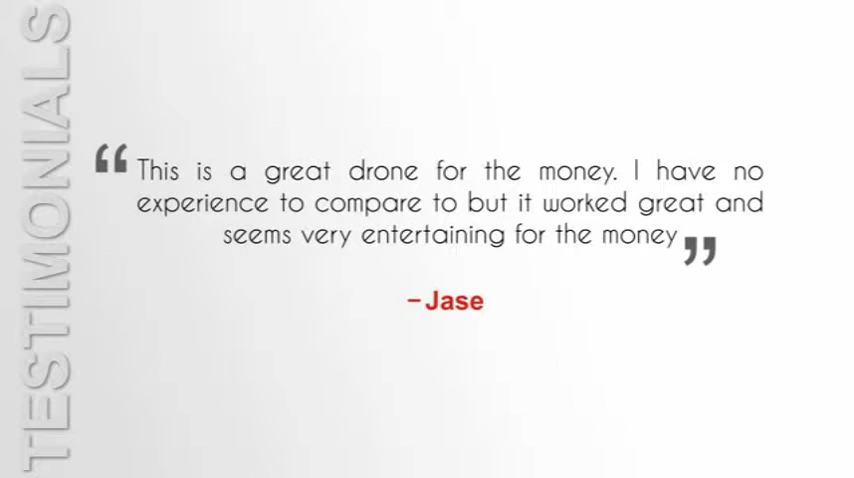 TESTIMONIALS
“This is a great drone for the money. I have no
experience to compare to but it worked great and
seems very entertaining for the money”
–Jase